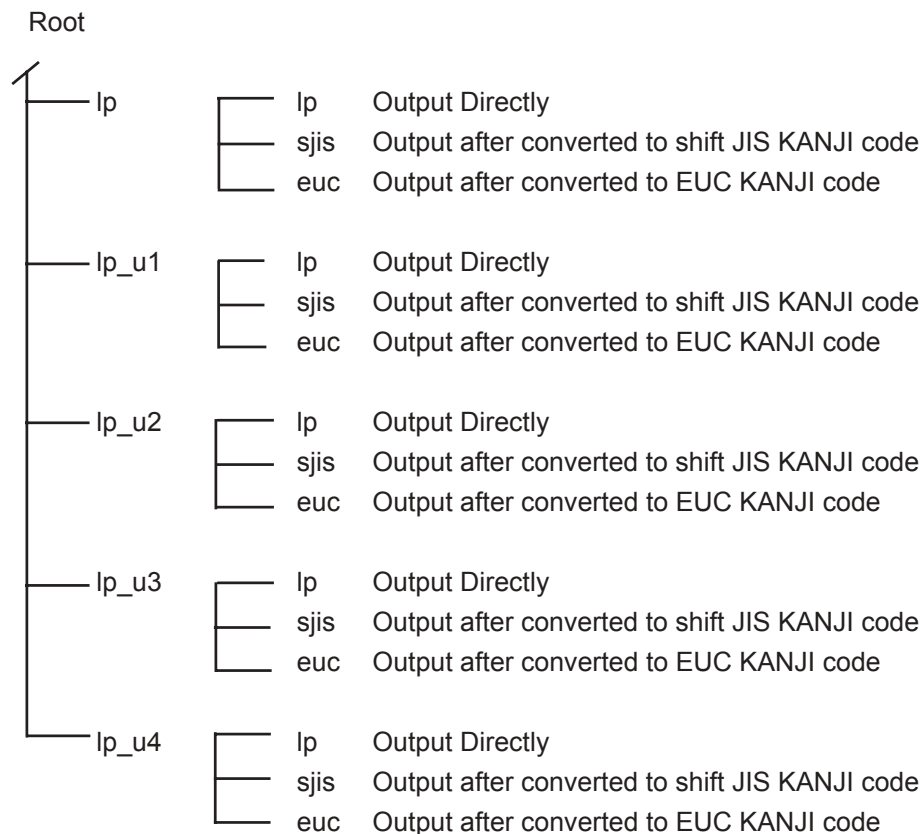 Root
lp lp Output Directly
sjis Output after converted to shift JIS KANJI code
euc Output after converted to EUC KANJI code
lp_u1 lp Output Directly
sjis Output after converted to shift JIS KANJI code
euc Output after converted to EUC KANJI code
lp_u2 lp Output Directly
sjis Output after converted to shift JIS KANJI code
euc Output after converted to EUC KANJI code
lp_u3 lp Output Directly
sjis Output after converted to shift JIS KANJI code
euc Output after converted to EUC KANJI code
lp_u4 lp Output Directly
sjis Output after converted to shift JIS KANJI code
euc Output after converted to EUC KANJI code